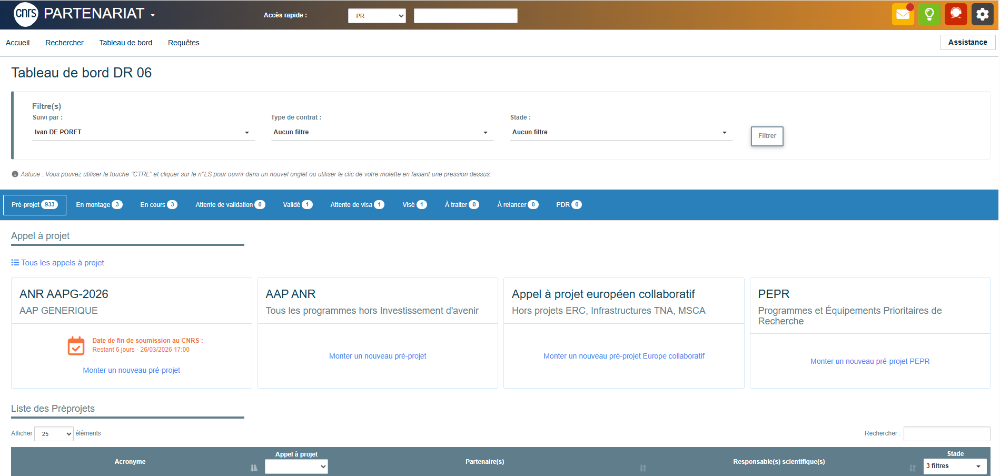 cnrs PARTENARIAT
Accès rapide :
PR
Accueil Rechercher Tableau de bord Requêtes
Assistance
Tableau de bord DR 06
Filtre(s)
Suivi par : Type de contrat : Stade :
Ivan DE PORET Aucun filtre Aucun filtre
Filtrer
Astuce : Vous pouvez utiliser la touche "CTRL" et cliquer sur le n°LS pour ouvrir dans un nouvel onglet ou utiliser le clic de votre molette en faisant une pression dessus.
Pré-projet 933 En montage 3 En cours 3 Attente de validation 0 Validé 1 Attente de visa 1 Visé 1 À traiter 0 À relancer 0 PDR 0
Appel à projet
Tous les appels à projet
ANR AAPG-2026
AAP GENERIQUE
Date de fin de soumission au CNRS :
Restant 6 jours - 26/03/2026 17:00
Monter un nouveau pré-projet
AAP ANR
Tous les programmes hors Investissement d'avenir
Monter un nouveau pré-projet
Appel à projet européen collaboratif
Hors projets ERC, Infrastructures TNA, MSCA
Monter un nouveau pré-projet Europe collaboratif
PEPR
Programmes et Équipements Prioritaires de
Recherche
Monter un nouveau pré-projet PEPR
Liste des Préprojets
Afficher 25 éléments
Rechercher :
Acronyme
Appel à projet
Partenaire(s)
Responsable(s) scientifique(s)
Stade
3 filtres